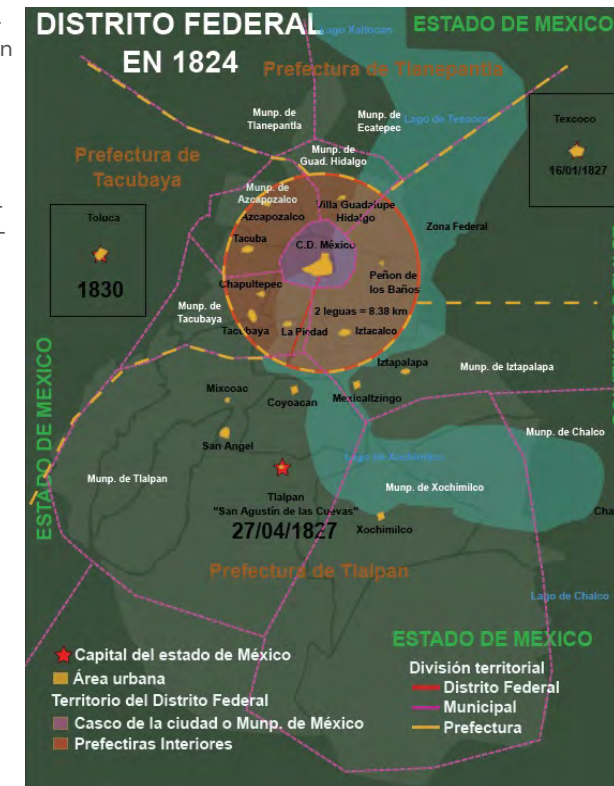 DISTRITO FEDERAL
EN 1824
ESTADO DE MEXICO
Lago Xaltocan
Prefectura de Tlanepantla
Munp. de
Tlanepantla
Munp. de
Ecatepec
Lago de Texcoco
Texcoco
16/01/1827
Prefectura de
Tacubaya
Munp. de
Guad. Hidalgo
Munp. de
Azcapozalco
Azcapozalco
Villa Guadalupe
Hidalgo
Toluca
1830
Tacuba
C.D. México
Zona Federal
Chapultepec
Peñon de
los Baños
Munp. de
Tacubaya
2 leguas = 8.38 km
Tacubaya
La Piedad
Iztacalco
Iztapalapa
Munp. de Iztapalapa
Mixcoac
Coyoacan
Mexicaltzingo
ESTADO DE MEXICO
San Angel
Munp. de Chalco
Lago de Xochimilco
Munp. de Tlalpan
Munp. de Xochimilco
Tlalpan
"San Agustín de las Cuevas"
27/04/1827
Xochimilco
Cha
Prefectura de Tlalpan
Lago de Chalco
ESTADO DE MEXICO
Capital del estado de México
Área urbana
Territorio del Distrito Federal
Casco de la ciudad o Munp. de México
Prefectiras Interiores
División territorial
Distrito Federal
Municipal
Prefectura